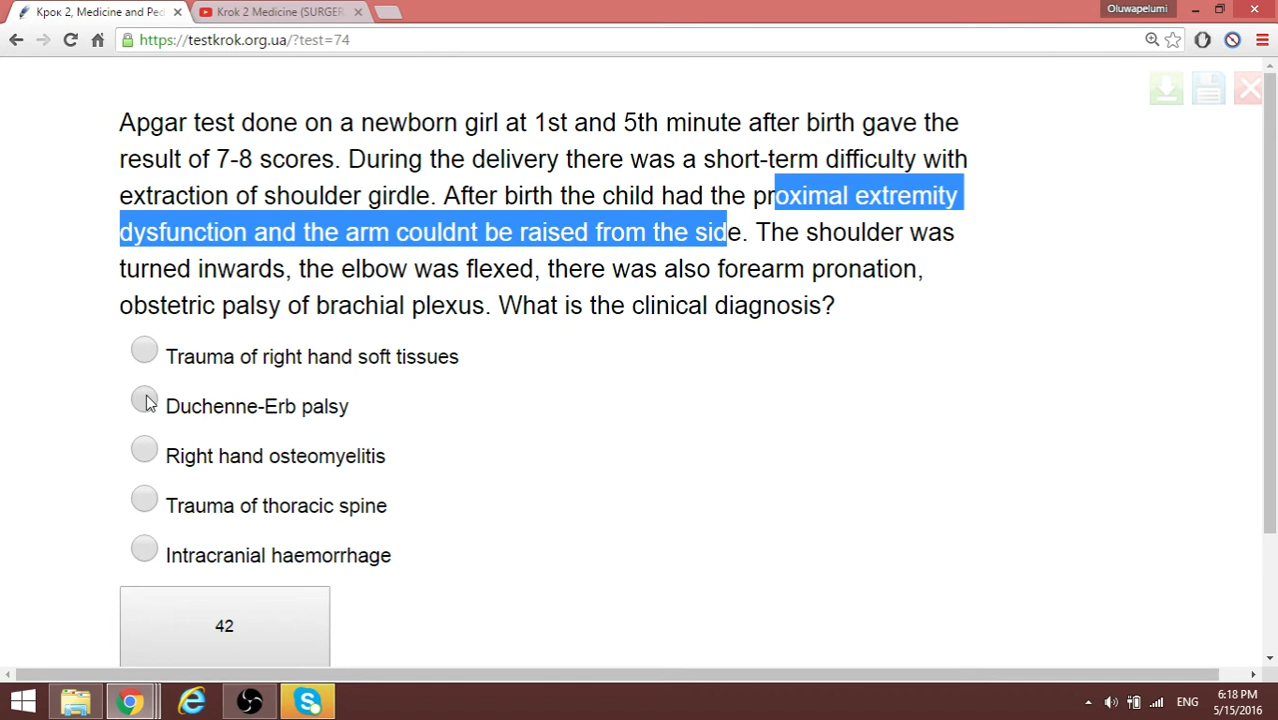 Крок 2, Medicine and Ped
Krok 2 Medicine (SURGER
Oluwapelumi
https://testkrok.org.ua/?test=74
Apgar test done on a newborn girl at 1st and 5th minute after birth gave the
result of 7-8 scores. During the delivery there was a short-term difficulty with
extraction of shoulder girdle. After birth the child had the proximal extremity
dysfunction and the arm couldnt be raised from the side. The shoulder was
turned inwards, the elbow was flexed, there was also forearm pronation,
obstetric palsy of brachial plexus. What is the clinical diagnosis?
Trauma of right hand soft tissues
Duchenne-Erb palsy
Right hand osteomyelitis
Trauma of thoracic spine
Intracranial haemorrhage
42
ENG
6:18 PM
5/15/2016